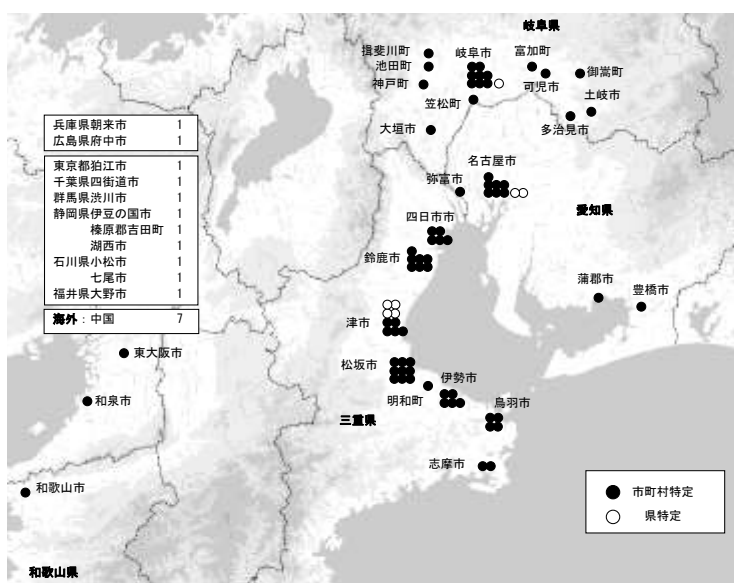 岐阜県
揖斐川町
岐阜市
富加町
池田町
御嵩町
神戸町
可児市
笠松町
土岐市
多治見市
大垣市
兵庫県朝来市 1
広島県府中市 1
東京都狛江市 1
千葉県四街道市 1
群馬県渋川市 1
静岡県伊豆の国市 1
榛原郡吉田町 1
湖西市 1
石川県小松市 1
七尾市 1
福井県大野市 1
海外：中国 7
名古屋市
弥富市
愛知県
四日市市
鈴鹿市
蒲郡市
豊橋市
津市
東大阪市
松坂市
伊勢市
和泉市
明和町
鳥羽市
三重県
志摩市
和歌山市
市町村特定
県特定
和歌山県